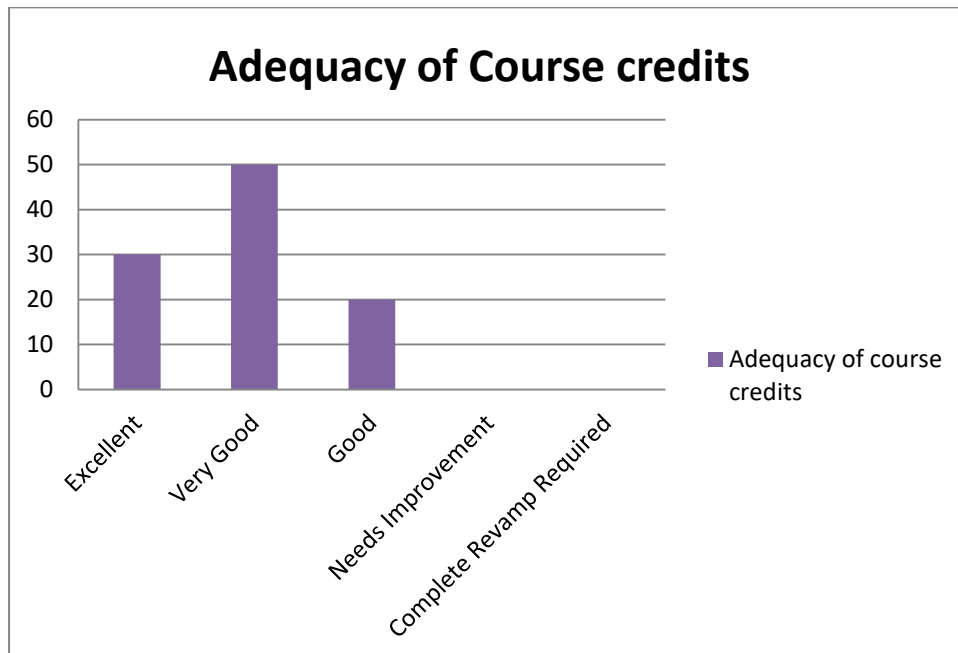 Adequacy of Course credits
60
50
40
30
20
10
0
Excellent
Very Good
Good
Needs Improvement
Complete Revamp Required
Adequacy of course
credits